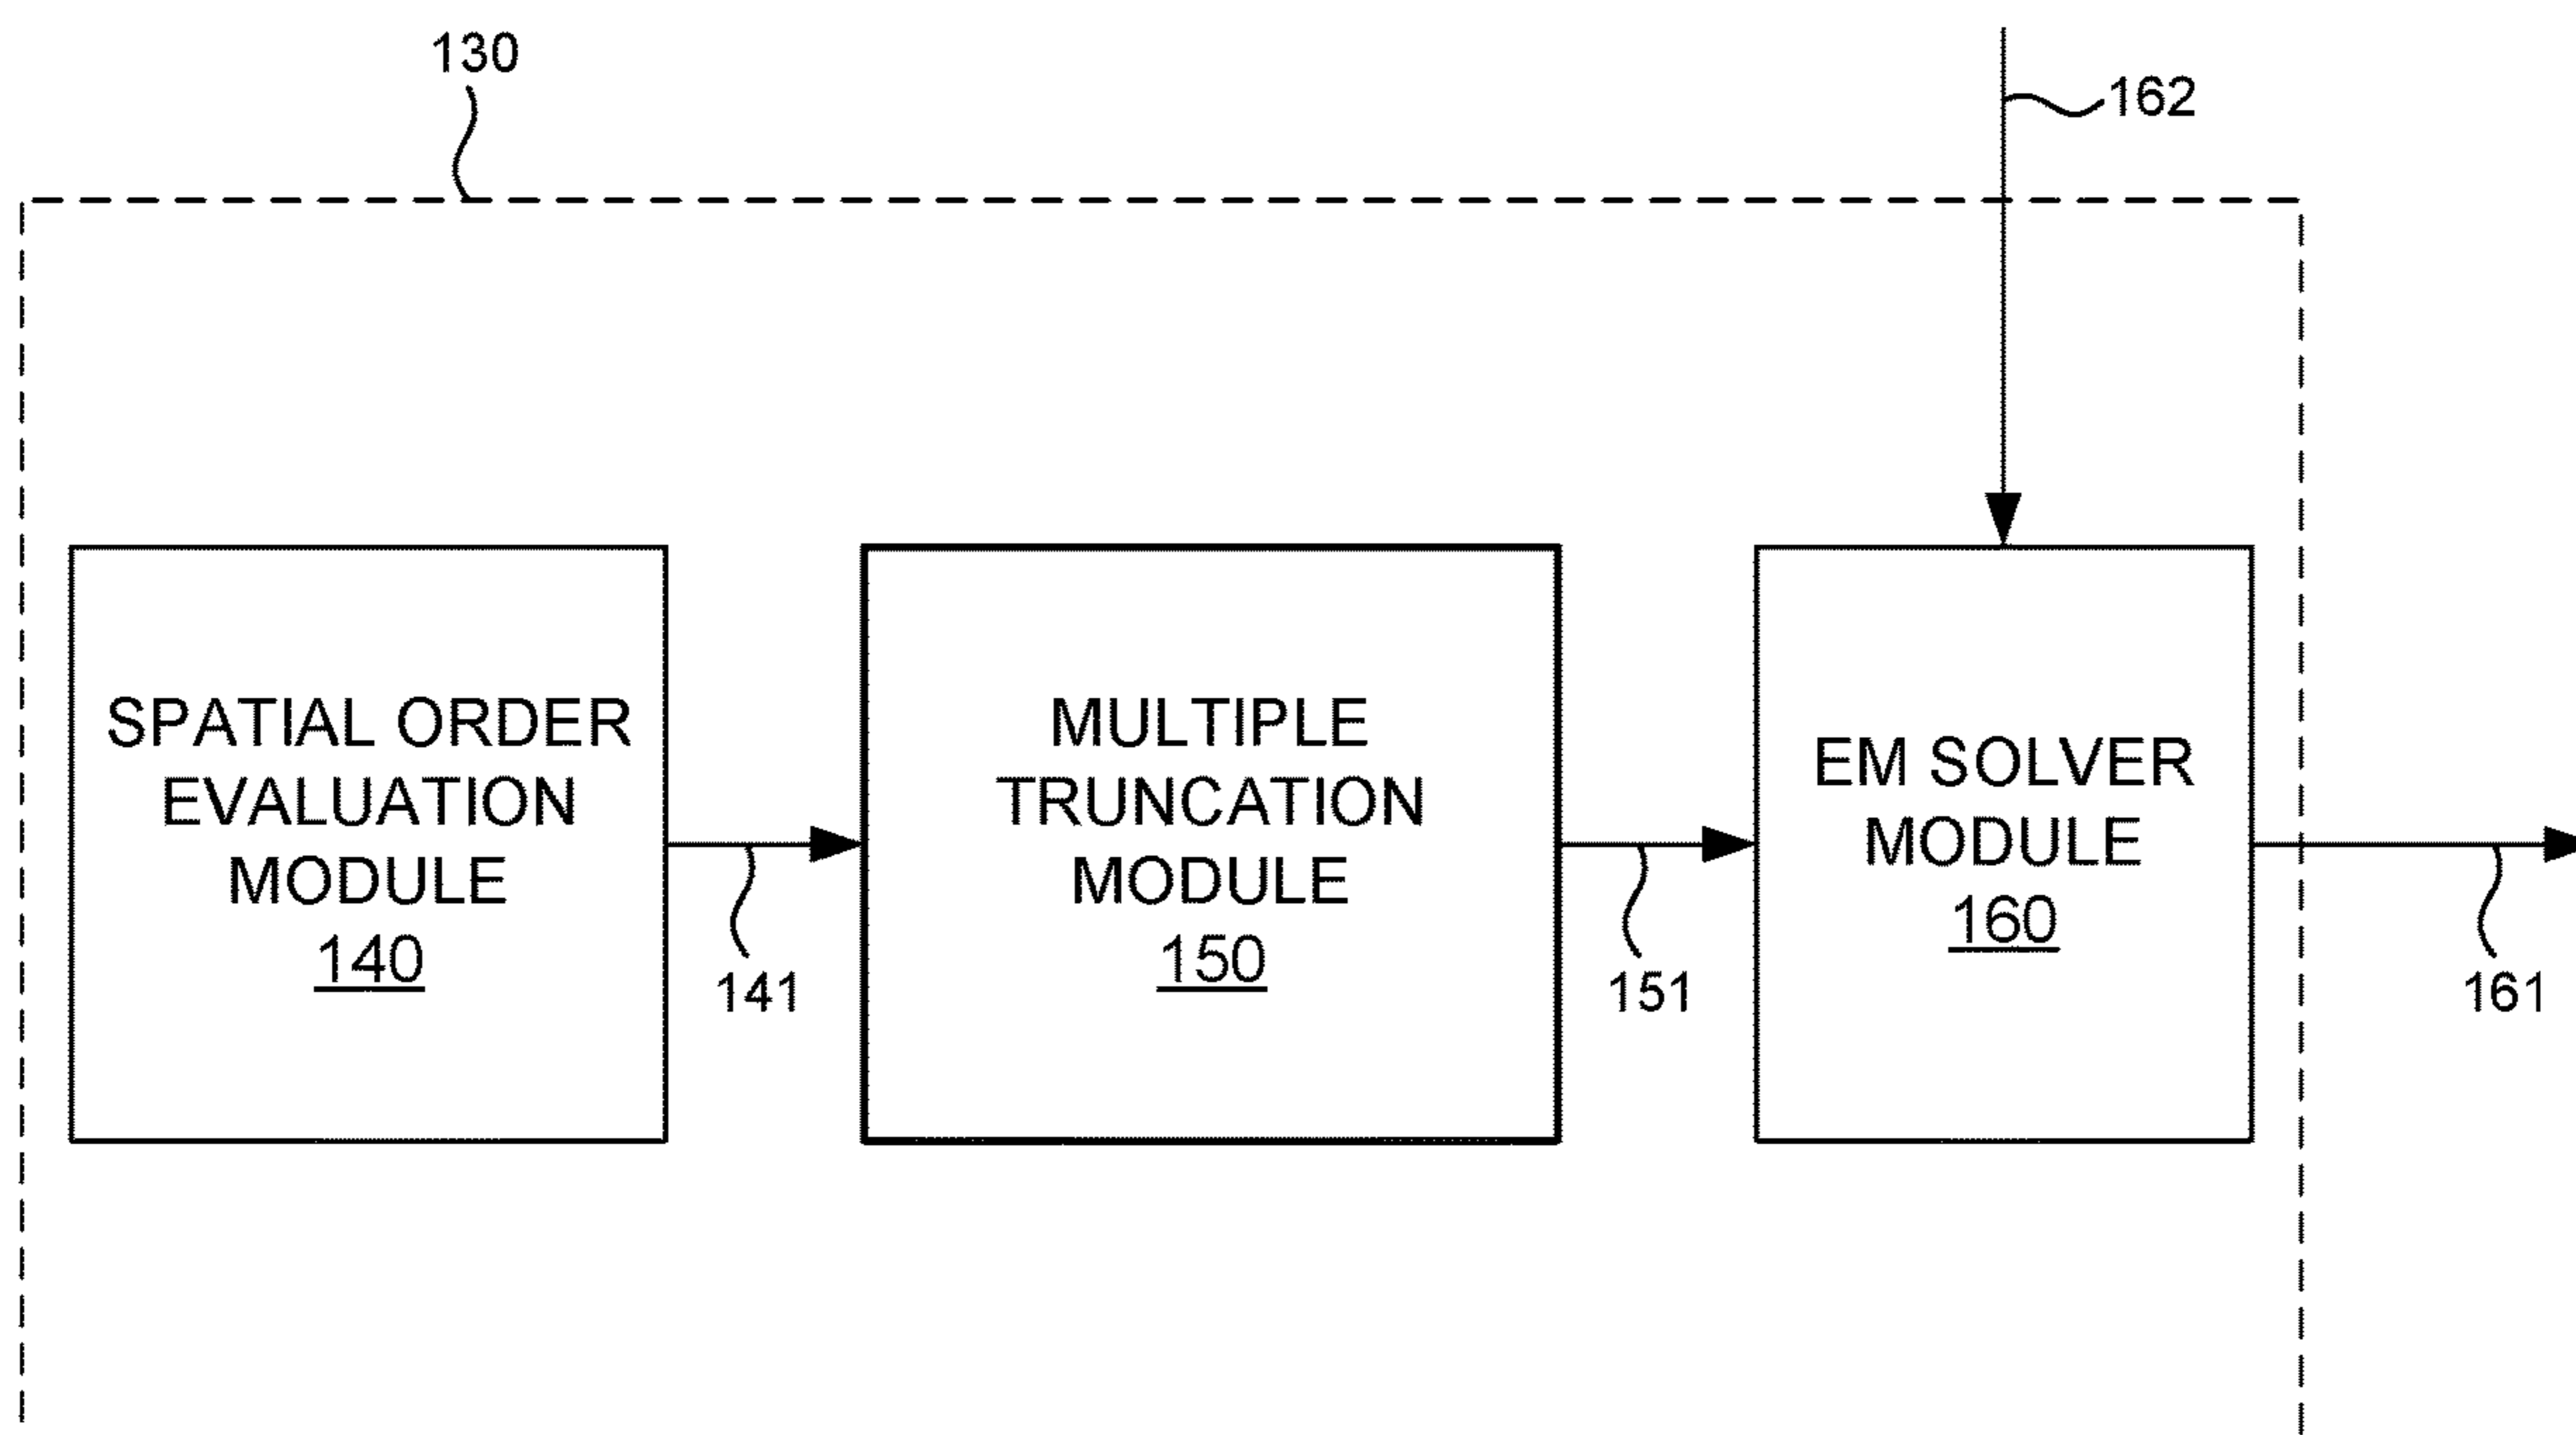 130
162
SPATIAL ORDER
EVALUATION
MODULE
140
141
MULTIPLE
TRUNCATION
MODULE
150
151
EM SOLVER
MODULE
160
161